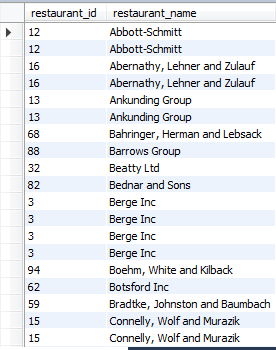 restaurant_id restaurant_name
12 Abbott-Schmitt
12 Abbott-Schmitt
16 Abernathy, Lehner and Zulauf
16 Abernathy, Lehner and Zulauf
13 Ankunding Group
13 Ankunding Group
68 Bahringer, Herman and Lebsack
88 Barrows Group
32 Beatty Ltd
82 Bednar and Sons
3 Berge Inc
3 Berge Inc
3 Berge Inc
3 Berge Inc
94 Boehm, White and Kilback
62 Botsford Inc
59 Bradtke, Johnston and Baumbach
15 Connelly, Wolf and Murazik
15 Connelly, Wolf and Murazik